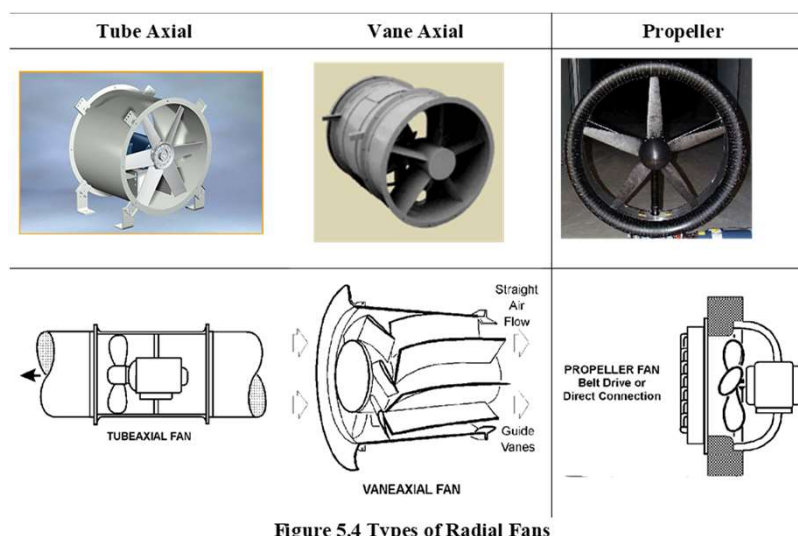 Tube Axial
Vane Axial
Propeller
Straight
Air
Flow
Guide
Vanes
TUBEAXIAL FAN
VANEAXIAL FAN
PROPELLER FAN
Belt Drive or
Direct Connection
Figure 5.4 Types of Radial Fans